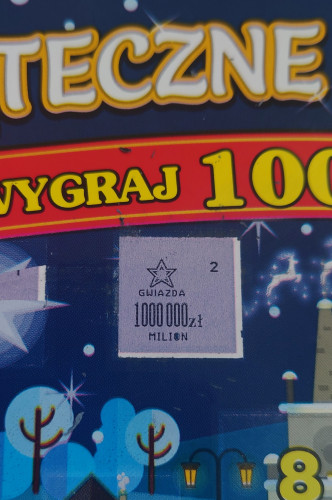 TECZNE
WYGRAJ 100
2
GWIAZDA
1000000zł
MILION
8